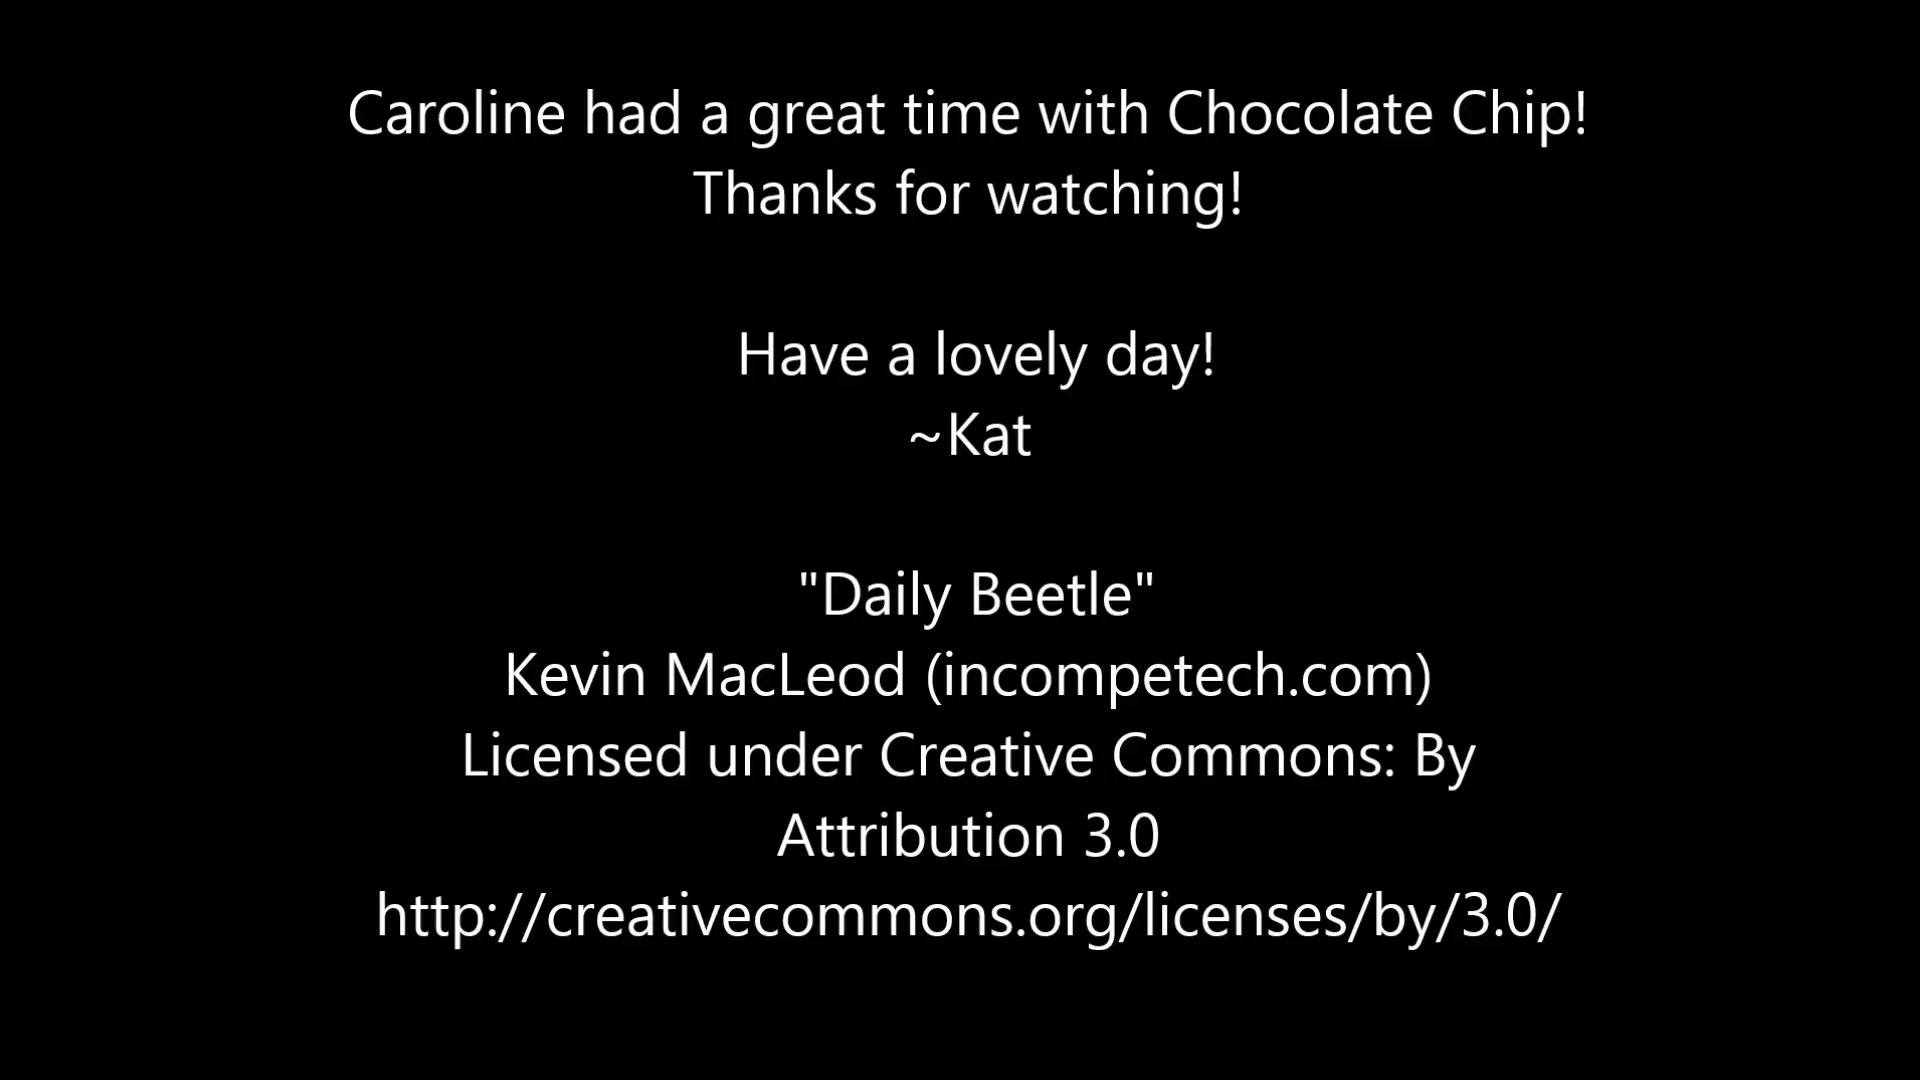 Caroline had a great time with Chocolate Chip!
Thanks for watching!
Have a lovely day!
~Kat
"Daily Beetle"
Kevin MacLeod (incompetech.com)
Licensed under Creative Commons: By
Attribution 3.0
http://creativecommons.org/licenses/by/3.0/